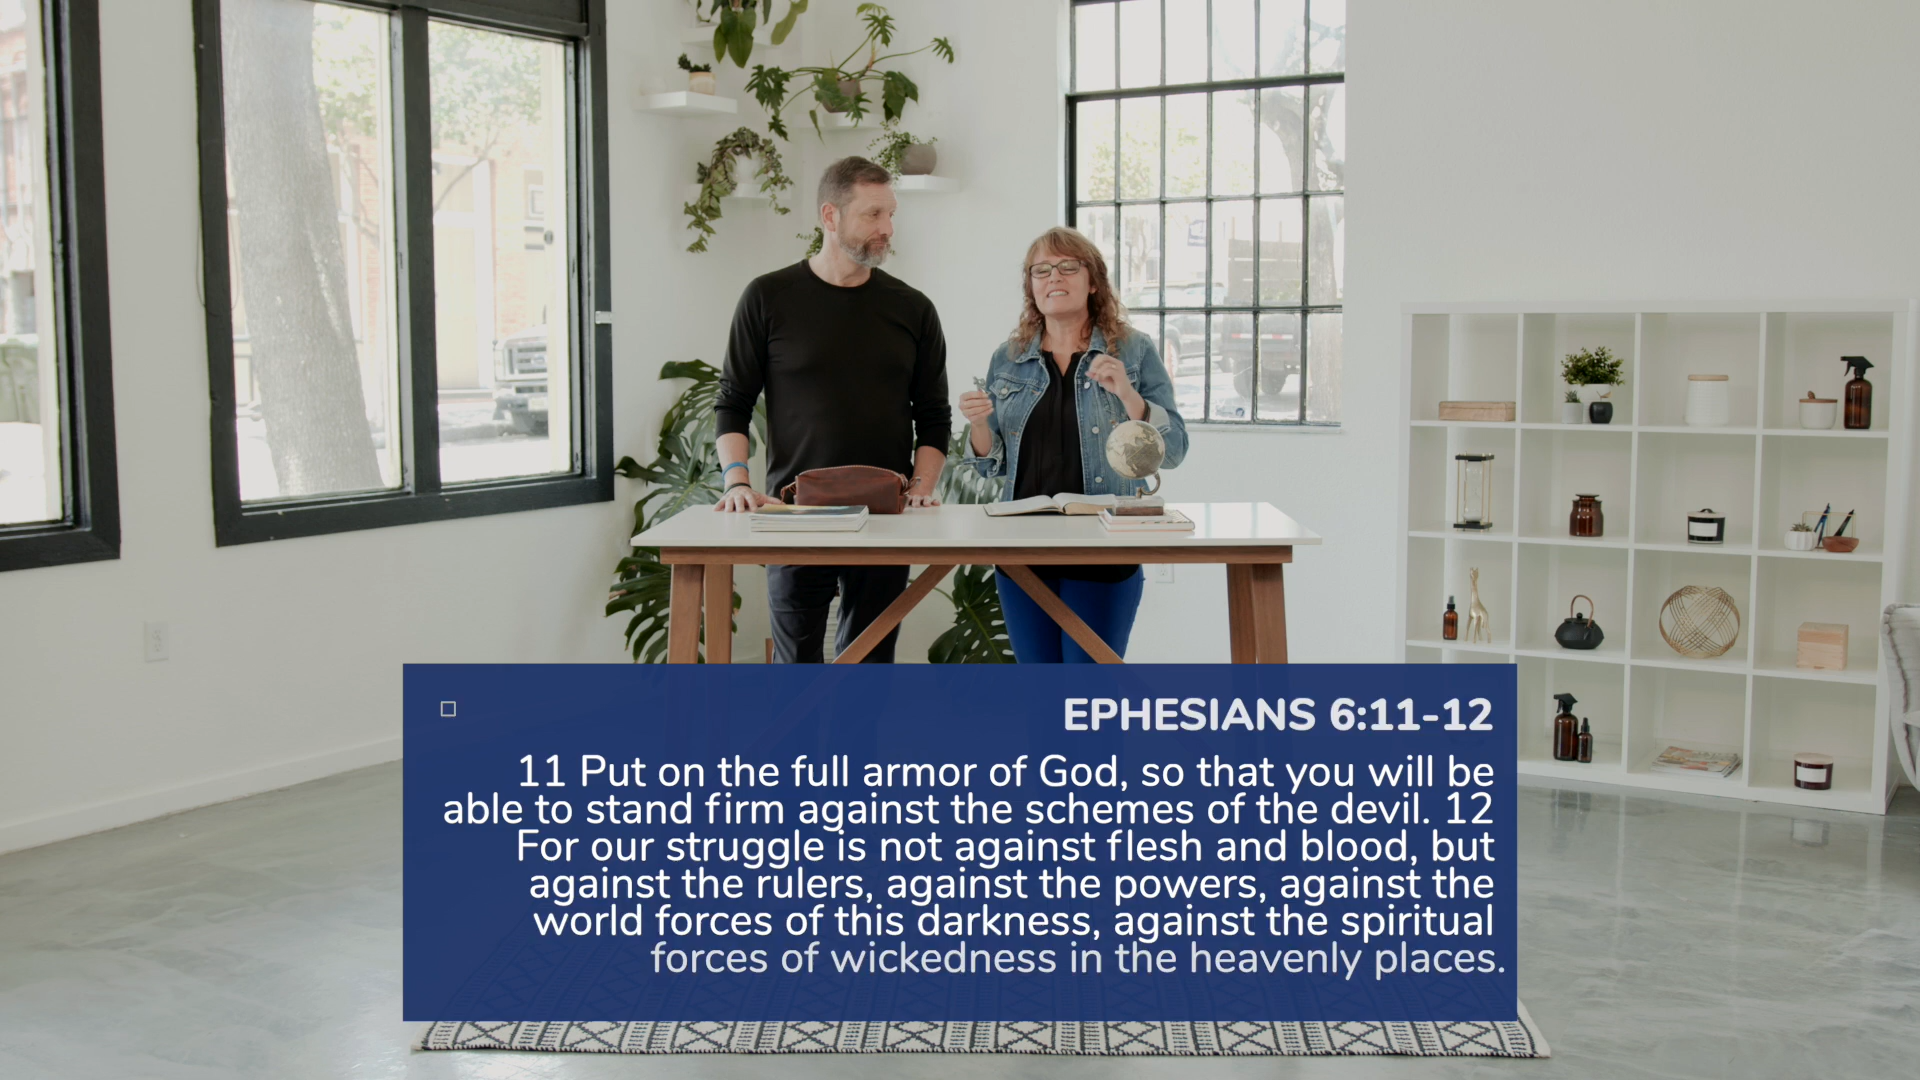 EPHESIANS 6:11-12
11 Put on the full armor of God, so that you will be
able to stand firm against the schemes of the devil. 12
For our struggle is not against flesh and blood, but
against the rulers, against the powers, against the
world forces of this darkness, against the spiritual
forces of wickedness in the heavenly places.